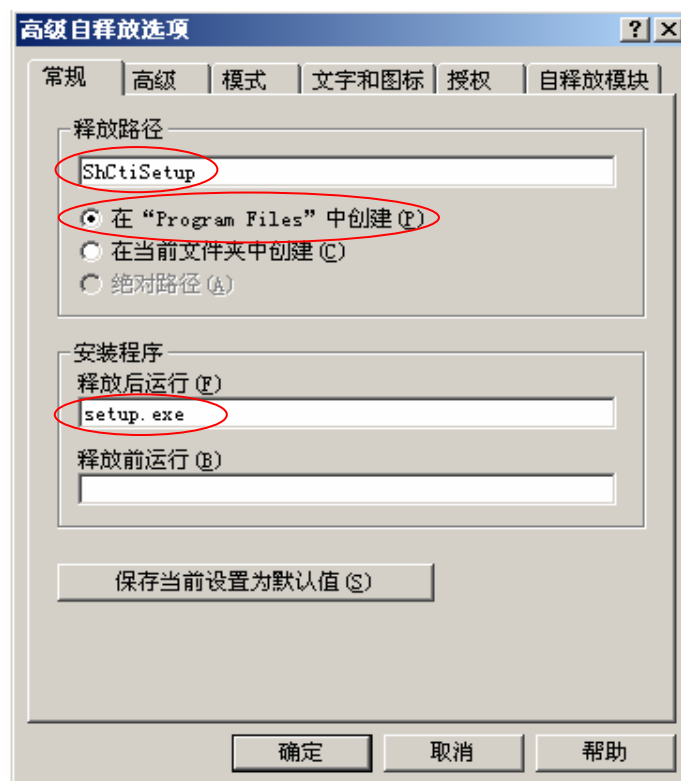 高级自释放选项
常规 高级 模式 文字和图标 授权 自释放模块
释放路径
ShCtiSetup
在“Program Files”中创建(P)
在当前文件夹中创建(C)
绝对路径(A)
安装程序
释放后运行(F)
setup.exe
释放前运行(B)
保存当前设置为默认值(S)
确定 取消 帮助